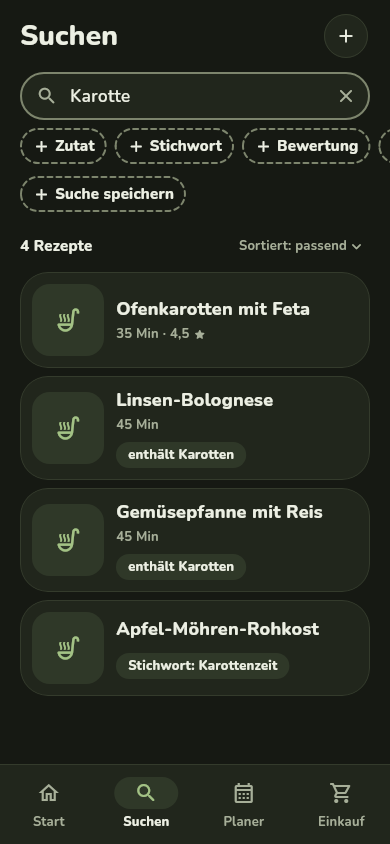 Suchen
Karotte
Zutat
Stichwort
Bewertung
Suche speichern
4 Rezepte
Sortiert: passend
Ofenkarotten mit Feta
35 Min · 4,5 ★
Linsen-Bolognese
45 Min
enthält Karotten
Gemüsepfanne mit Reis
45 Min
enthält Karotten
Apfel-Möhren-Rohkost
Stichwort: Karottenzeit
Start
Suchen
Planer
Einkauf